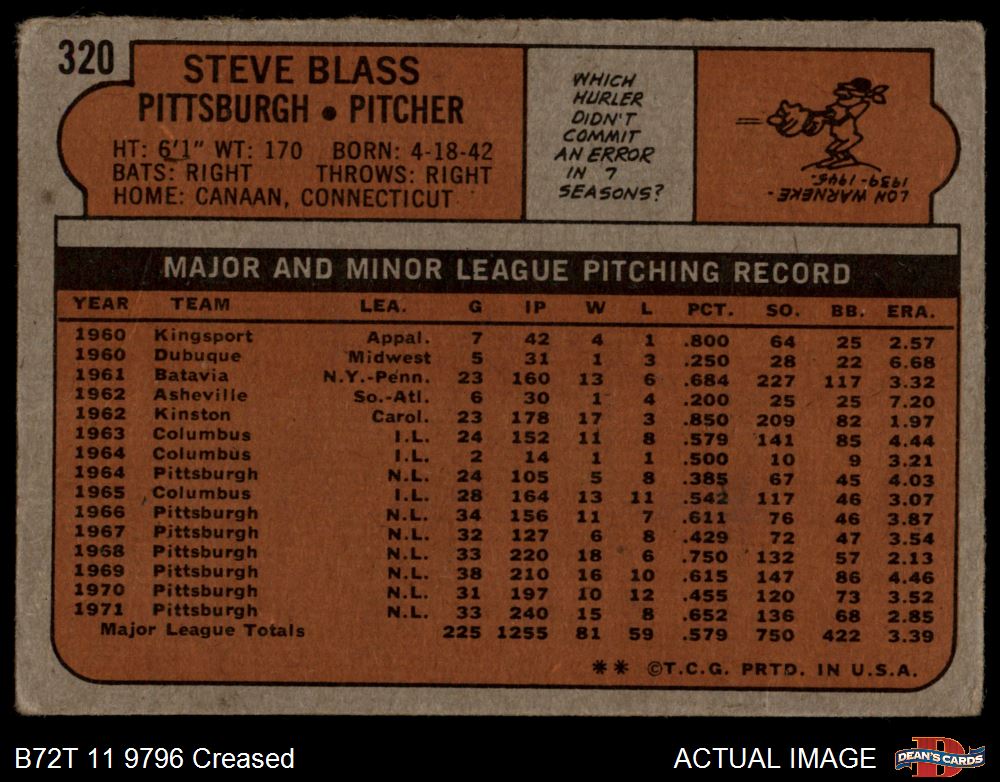 320
STEVE BLASS
PITTSBURGH • PITCHER
HT: 6'1" WT: 170 BORN: 4-18-42
BATS: RIGHT THROWS: RIGHT
HOME: CANAAN, CONNECTICUT
WHICH
HURLER
DIDN'T
COMMIT
AN ERROR
IN 7
SEASONS?
LON WARNEKE-
1939-1945.
MAJOR AND MINOR LEAGUE PITCHING RECORD
YEAR TEAM LEA. G IP W L PCT. SO. BB. ERA.
1960 Kingsport Appal. 7 42 4 1 .800 64 25 2.57
1960 Dubuque Midwest 5 31 1 3 .250 28 22 6.68
1961 Batavia N.Y.-Penn. 23 160 13 6 .684 227 117 3.32
1962 Asheville So.-Atl. 6 30 1 4 .200 25 25 7.20
1962 Kinston Carol. 23 178 17 3 .850 209 82 1.97
1963 Columbus I.L. 24 152 11 8 .579 141 85 4.44
1964 Columbus I.L. 2 14 1 1 .500 10 9 3.21
1964 Pittsburgh N.L. 24 105 5 8 .385 67 45 4.03
1965 Columbus I.L. 28 164 13 11 .542 117 46 3.07
1966 Pittsburgh N.L. 34 156 11 7 .611 76 46 3.87
1967 Pittsburgh N.L. 32 127 6 8 .429 72 47 3.54
1968 Pittsburgh N.L. 33 220 18 6 .750 132 57 2.13
1969 Pittsburgh N.L. 38 210 16 10 .615 147 86 4.46
1970 Pittsburgh N.L. 31 197 10 12 .455 120 73 3.52
1971 Pittsburgh N.L. 33 240 15 8 .652 136 68 2.85
Major League Totals 225 1255 81 59 .579 750 422 3.39
** ©T.C.G. PRTD. IN U.S.A.
B72T 11 9796 Creased
ACTUAL IMAGE
D
DEAN'S CARDS